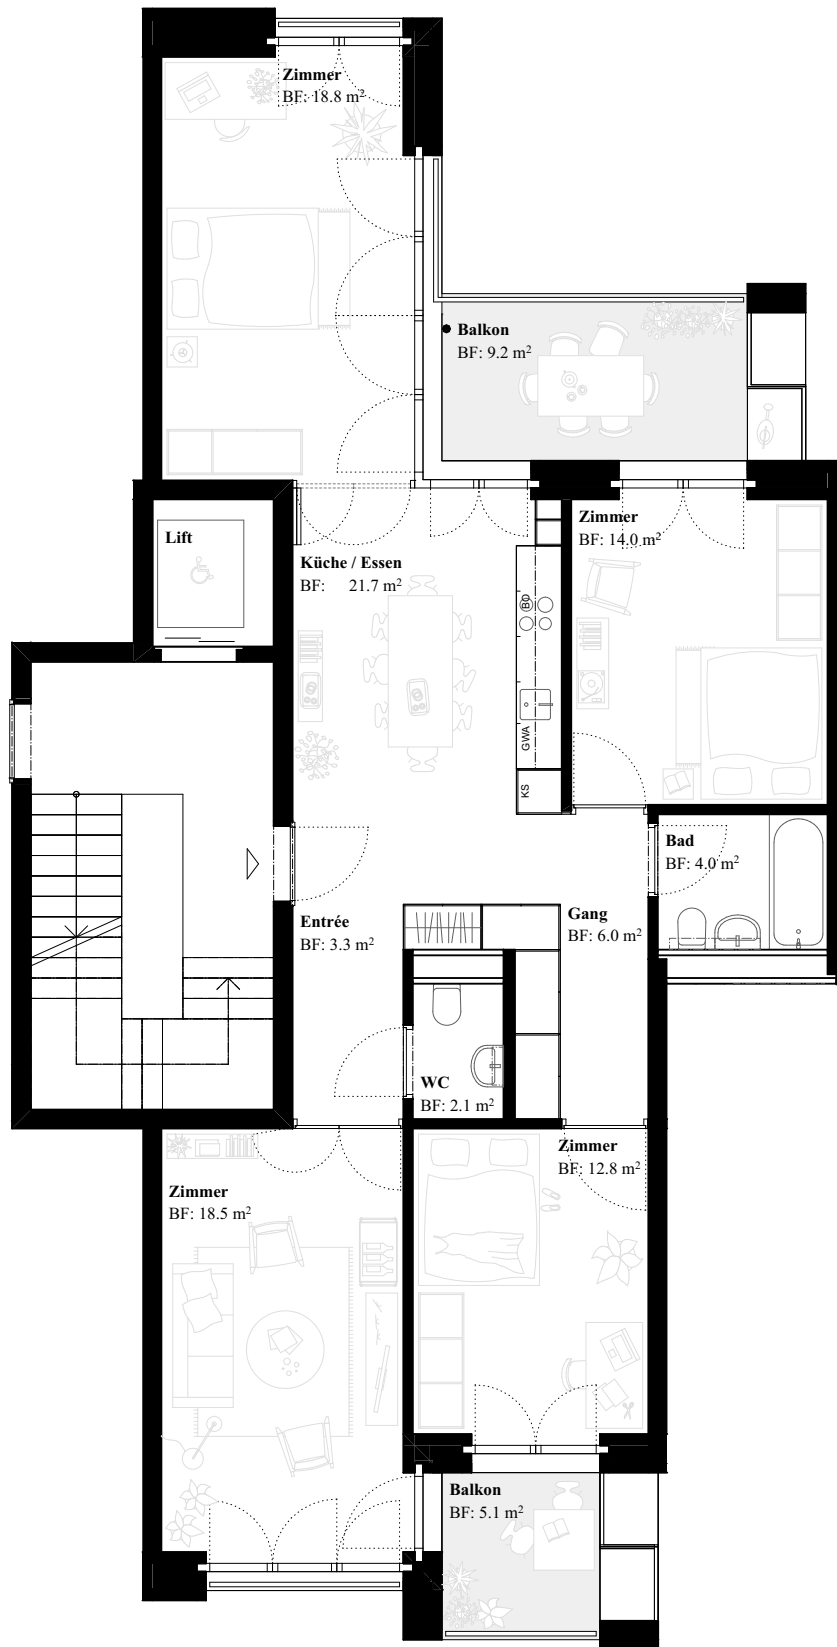 Zimmer
BF: 18.8 m²
Balkon
BF: 9.2 m²
Lift
Zimmer
BF: 14.0 m²
Küche / Essen
BF: 21.7 m²
BO
GWA
KS
Bad
BF: 4.0 m²
Entrée
BF: 3.3 m²
Gang
BF: 6.0 m²
WC
BF: 2.1 m²
Zimmer
BF: 12.8 m²
Zimmer
BF: 18.5 m²
Balkon
BF: 5.1 m²